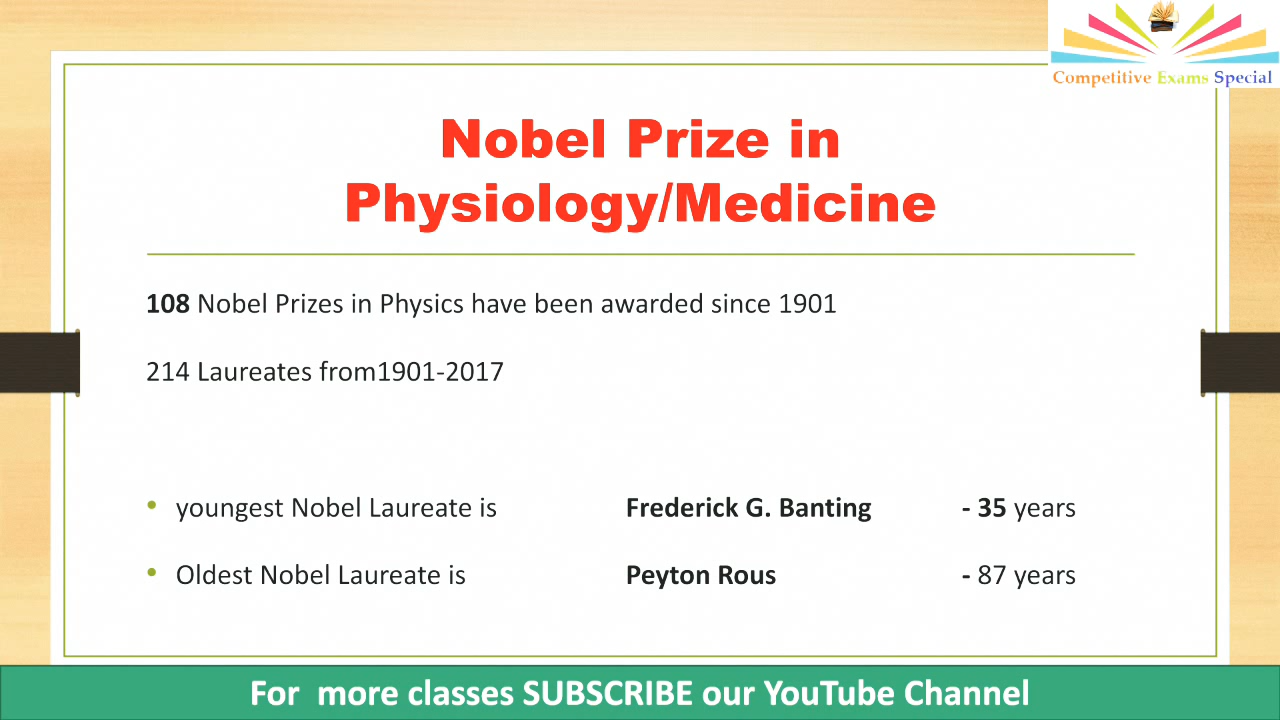 Competitive Exams Special
Nobel Prize in
Physiology/Medicine
108 Nobel Prizes in Physics have been awarded since 1901
214 Laureates from1901-2017
• youngest Nobel Laureate is Frederick G. Banting - 35 years
• Oldest Nobel Laureate is Peyton Rous - 87 years
For more classes SUBSCRIBE our YouTube Channel